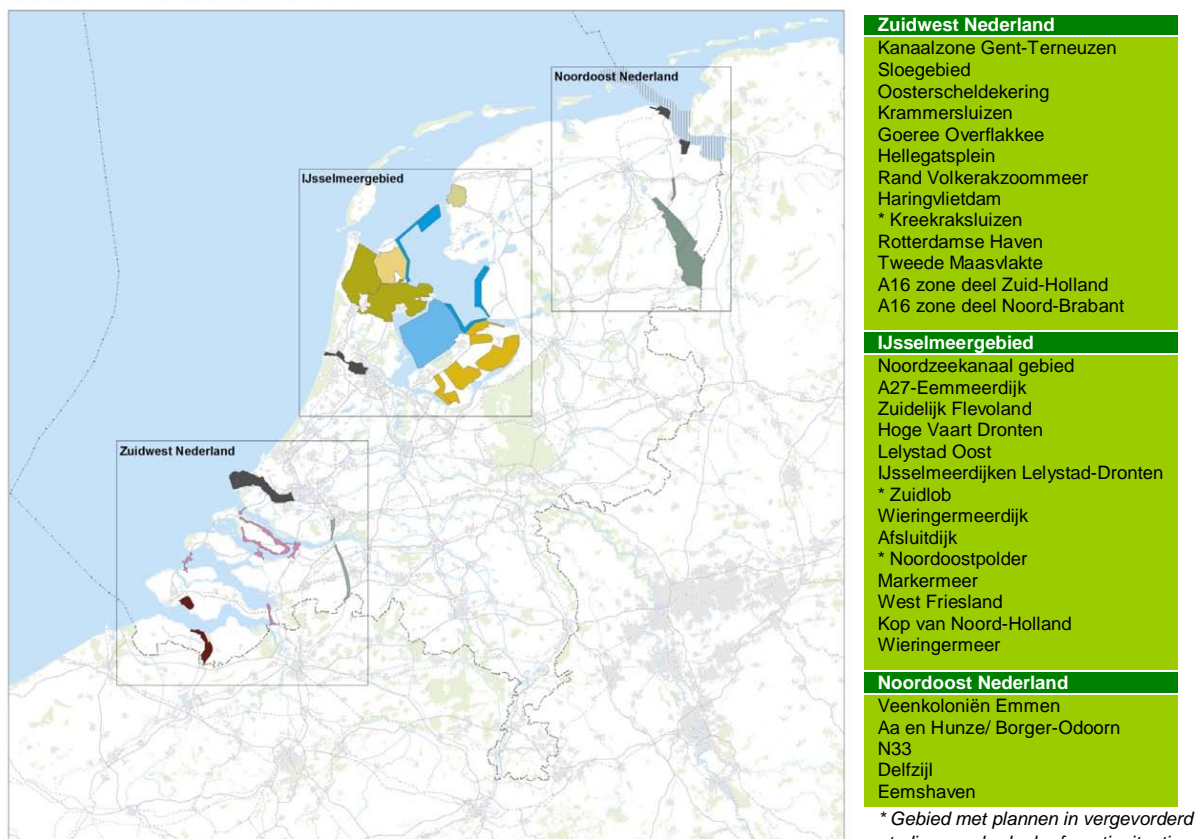 Noordoost Nederland
IJsselmeergebied
Zuidwest Nederland
Zuidwest Nederland
Kanaalzone Gent-Terneuzen
Sloegebied
Oosterscheldekering
Krammersluizen
Goeree Overflakkee
Hellegatsplein
Rand Volkerakzoommeer
Haringvlietdam
* Kreekraksluizen
Rotterdamse Haven
Tweede Maasvlakte
A16 zone deel Zuid-Holland
A16 zone deel Noord-Brabant
IJsselmeergebied
Noordzeekanaal gebied
A27-Eemmeerdijk
Zuidelijk Flevoland
Hoge Vaart Dronten
Lelystad Oost
IJsselmeerdijken Lelystad-Dronten
* Zuidlob
Wieringermeerdijk
Afsluitdijk
* Noordoostpolder
Markermeer
West Friesland
Kop van Noord-Holland
Wieringermeer
Noordoost Nederland
Veenkoloniën Emmen
Aa en Hunze/ Borger-Odoorn
N33
Delfzijl
Eemshaven
* Gebied met plannen in vergevorderd